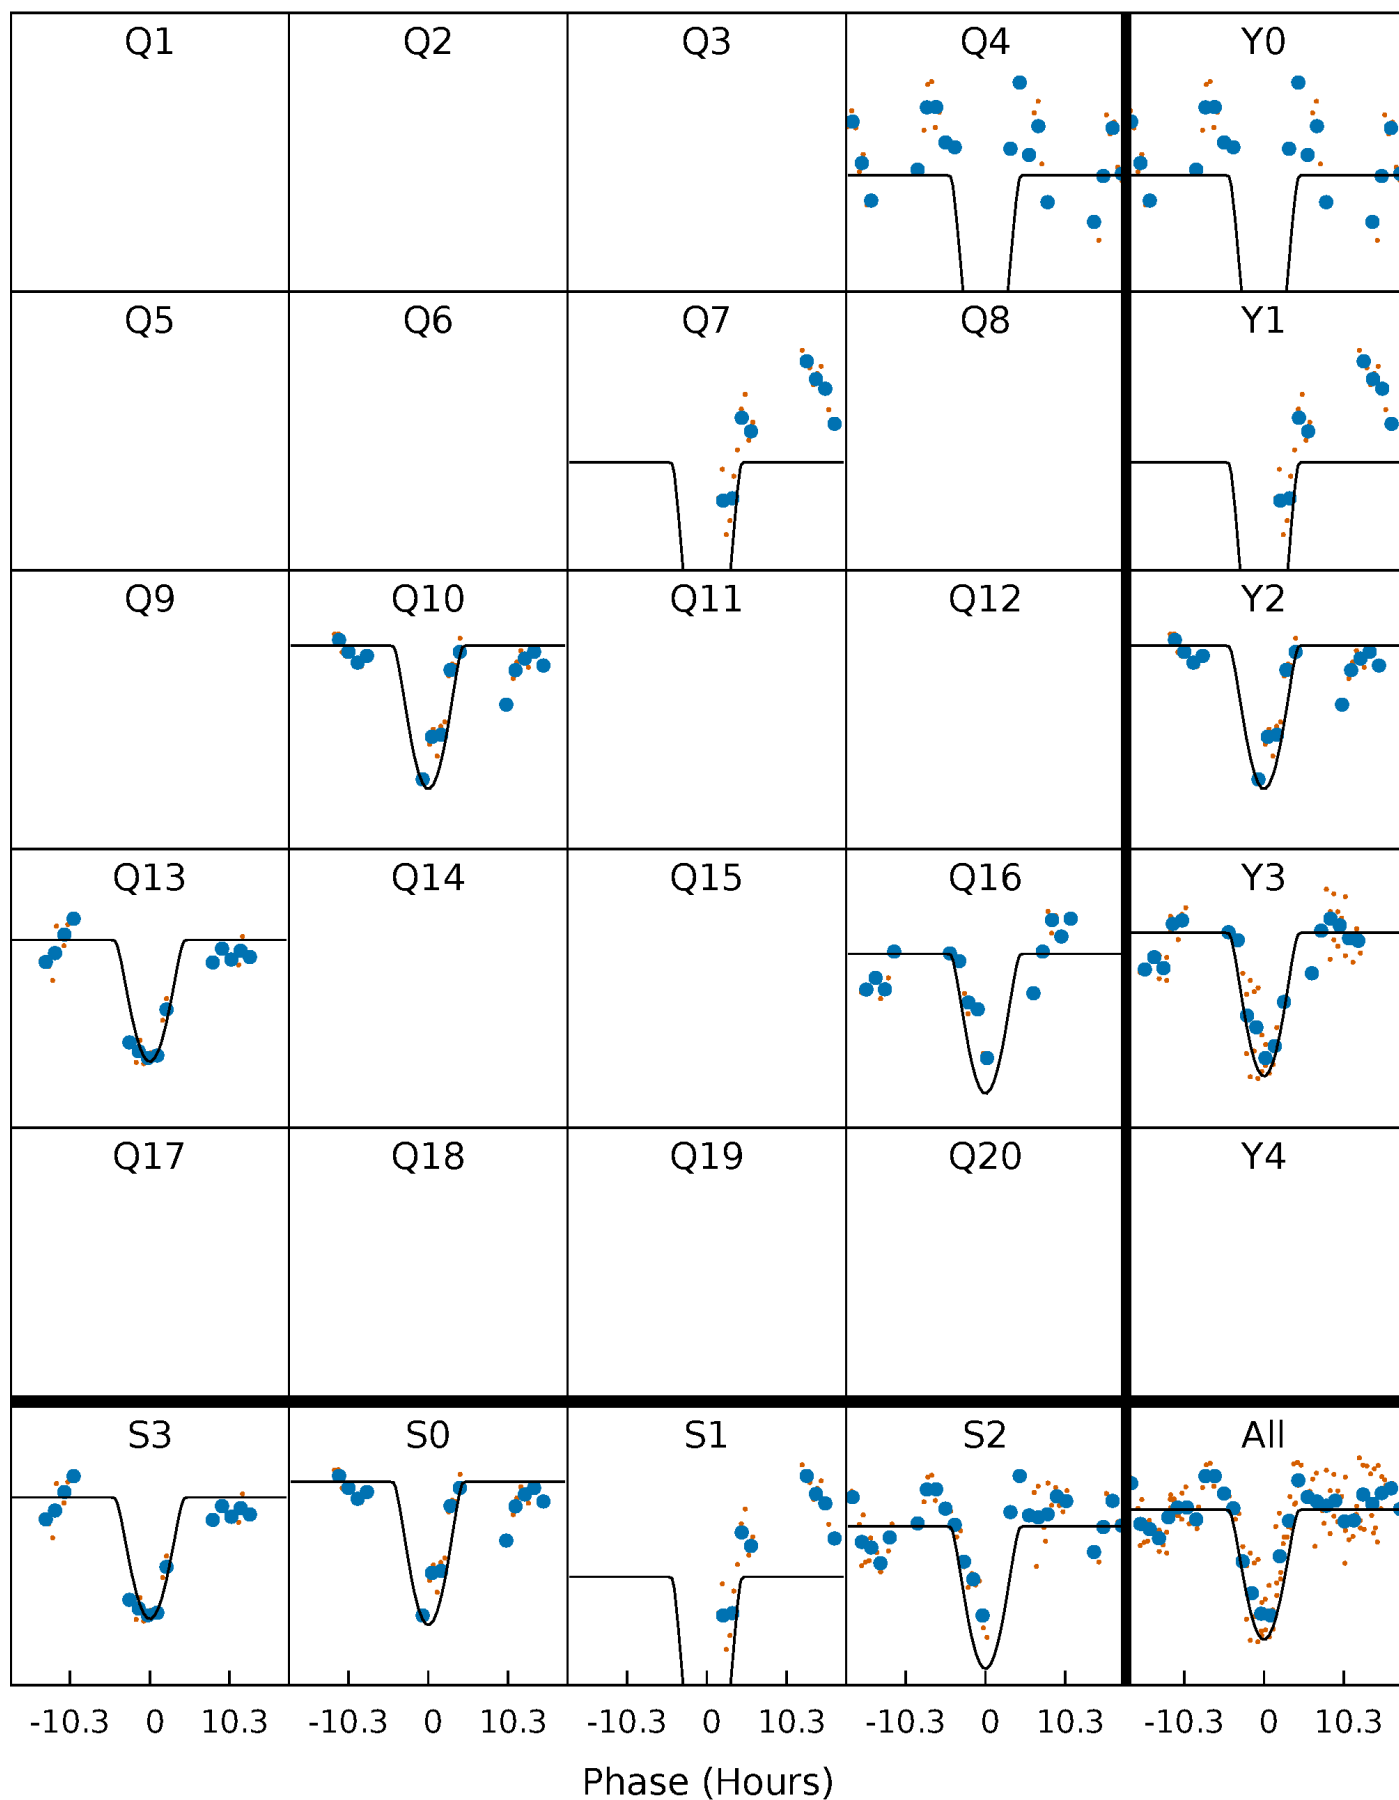 Q1 Q2 Q3 Q4 Y0
Q5 Q6 Q7 Q8 Y1
Q9 Q10 Q11 Q12 Y2
Q13 Q14 Q15 Q16 Y3
Q17 Q18 Q19 Q20 Y4
S3 S0 S1 S2 All
-10.3 0 10.3 -10.3 0 10.3 -10.3 0 10.3 -10.3 0 10.3 -10.3 0 10.3
Phase (Hours)